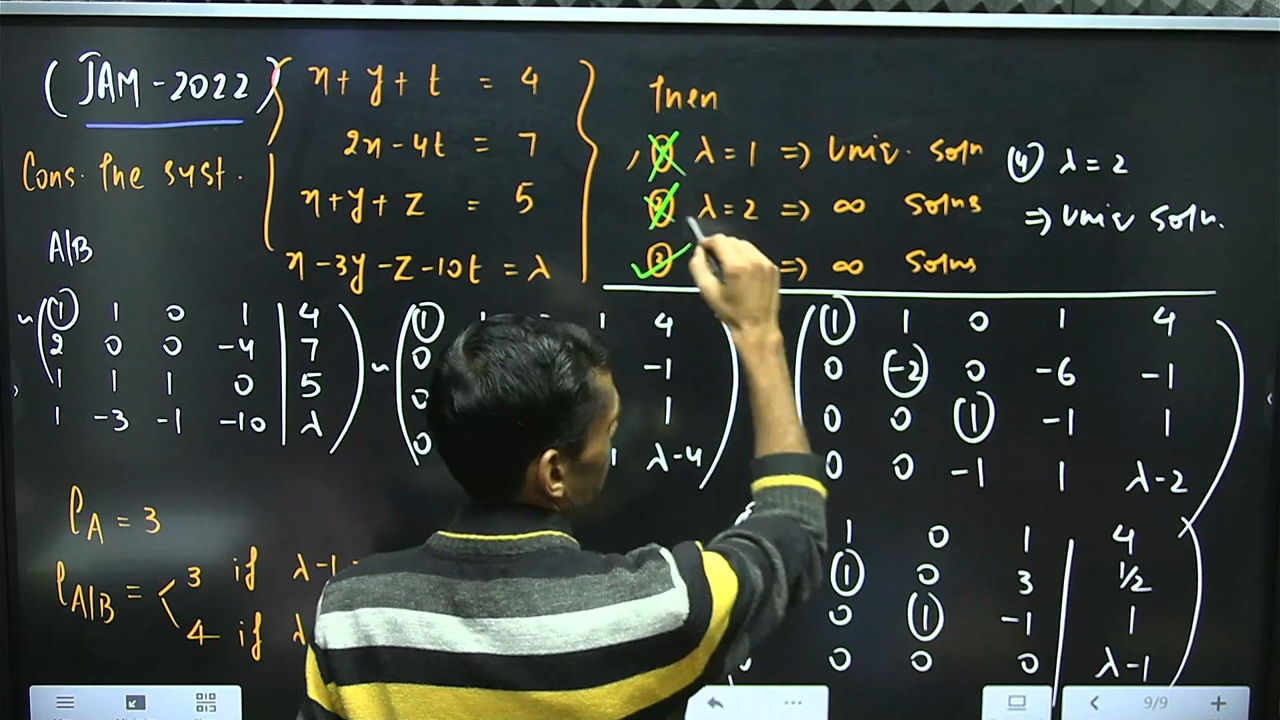 (JAM-2022)
Cons. the syst.
x + y + t = 4
2x - 4t = 7
x + y + z = 5
x - 3y - z - 10t = λ
Then
① λ = 1 => Uniq. Soln
② λ = 2 => ∞ Solns
③ => ∞ Solns
④ λ = 2
=> Uniq Soln.
A|B
~ ( 1 1 0 1 | 4
2 0 0 -4 | 7
1 1 1 0 | 5
1 -3 -1 -10 | λ )
~ ( 1 1 4
0 -1
0 1
0 1 λ-4 )
( 1 1 0 1 4
0 -2 0 -6 -1
0 0 1 -1 1
0 0 -1 1 λ-2 )
1 0 1 | 4
1 0 3 | 1/2
0 1 -1 | 1
0 0 0 | λ-1 )
ρA = 3
ρA|B = < 3 if λ-1
4 if λ
9/9